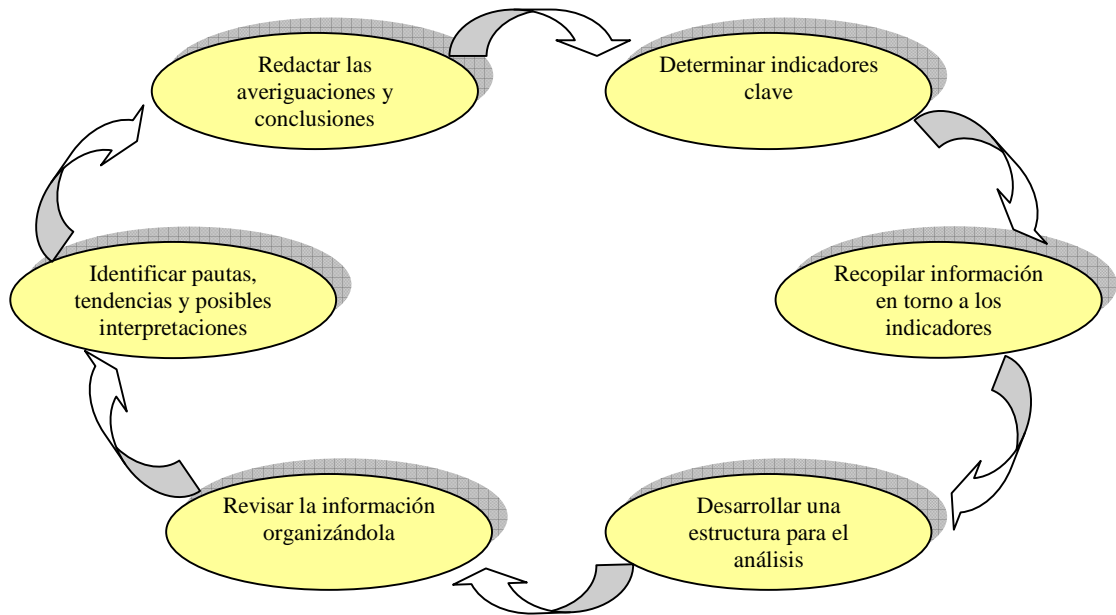 Redactar las
averiguaciones y
conclusiones
Determinar indicadores
clave
Identificar pautas,
tendencias y posibles
interpretaciones
Recopilar información
en torno a los
indicadores
Revisar la información
organizándola
Desarrollar una
estructura para el
análisis